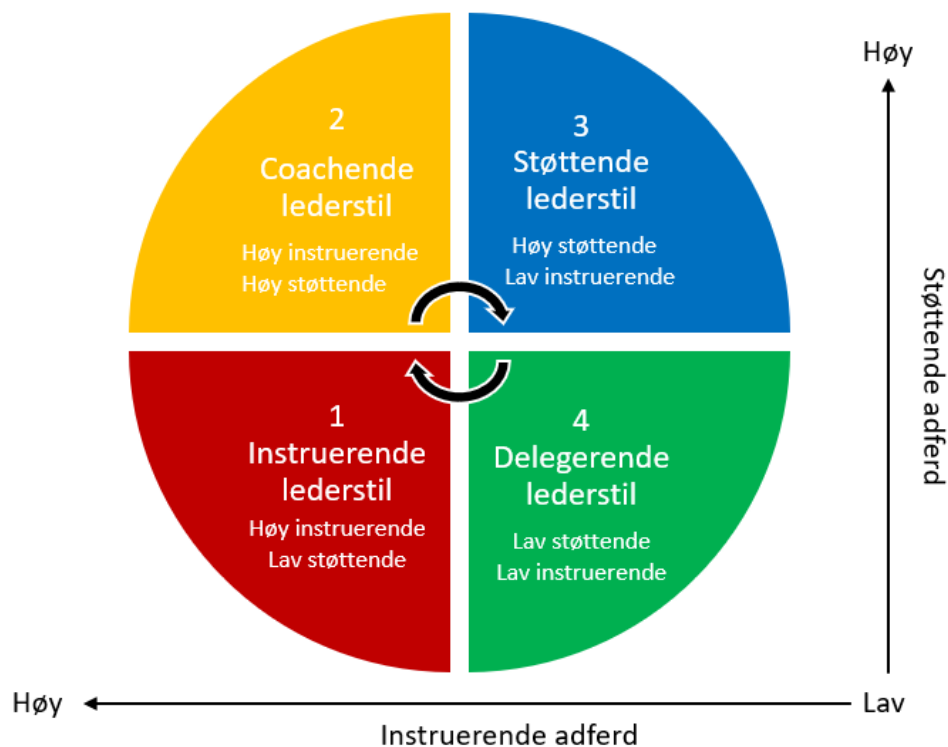 Høy
2
Coachende
lederstil
Høy instruerende
Høy støttende
3
Støttende
lederstil
Høy støttende
Lav instruerende
Støttende adferd
1
Instruerende
lederstil
Høy instruerende
Lav støttende
4
Delegerende
lederstil
Lav støttende
Lav instruerende
Høy
Lav
Instruerende adferd